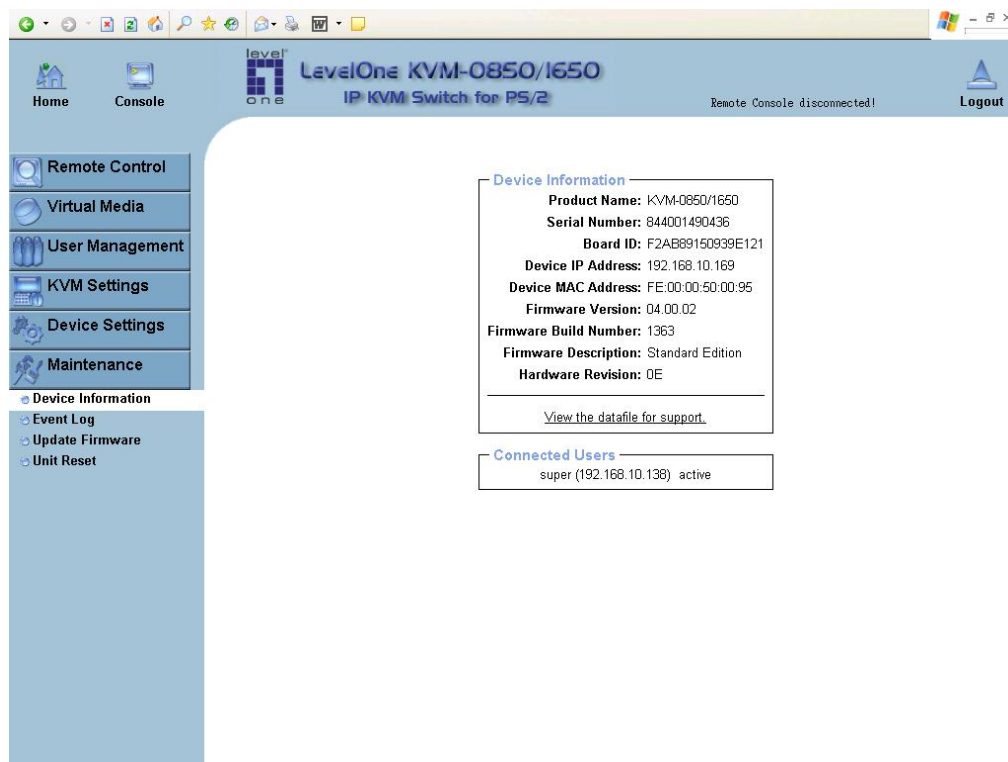 level
one
LevelOne KVM-0850/1650
IP KVM Switch for PS/2
Home
Console
Remote Console disconnected!
Logout
Remote Control
Virtual Media
User Management
KVM Settings
Device Settings
Maintenance
Device Information
Event Log
Update Firmware
Unit Reset
Device Information
Product Name: KVM-0850/1650
Serial Number: 844001490436
Board ID: F2AB89150939E121
Device IP Address: 192.168.10.169
Device MAC Address: FE:00:00:50:00:95
Firmware Version: 04.00.02
Firmware Build Number: 1363
Firmware Description: Standard Edition
Hardware Revision: 0E
View the datafile for support.
Connected Users
super (192.168.10.138) active